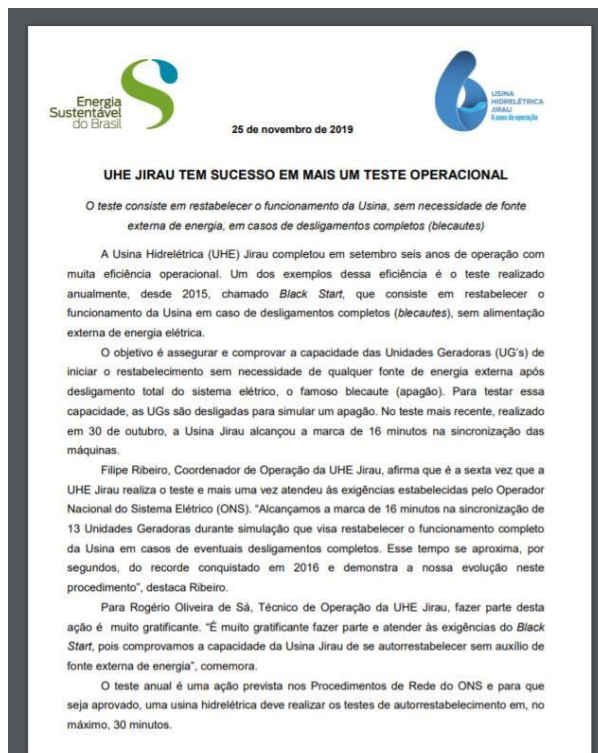 Energia
Sustentável
do Brasil
USINA
HIDRELÉTRICA
JIRAU
6 anos de operação
25 de novembro de 2019
UHE JIRAU TEM SUCESSO EM MAIS UM TESTE OPERACIONAL
O teste consiste em restabelecer o funcionamento da Usina, sem necessidade de fonte
externa de energia, em casos de desligamentos completos (blecautes)
A Usina Hidrelétrica (UHE) Jirau completou em setembro seis anos de operação com
muita eficiência operacional. Um dos exemplos dessa eficiência é o teste realizado
anualmente, desde 2015, chamado Black Start, que consiste em restabelecer o
funcionamento da Usina em caso de desligamentos completos (blecautes), sem alimentação
externa de energia elétrica.
O objetivo é assegurar e comprovar a capacidade das Unidades Geradoras (UG's) de
iniciar o restabelecimento sem necessidade de qualquer fonte de energia externa após
desligamento total do sistema elétrico, o famoso blecaute (apagão). Para testar essa
capacidade, as UGs são desligadas para simular um apagão. No teste mais recente, realizado
em 30 de outubro, a Usina Jirau alcançou a marca de 16 minutos na sincronização das
máquinas.
Filipe Ribeiro, Coordenador de Operação da UHE Jirau, afirma que é a sexta vez que a
UHE Jirau realiza o teste e mais uma vez atendeu às exigências estabelecidas pelo Operador
Nacional do Sistema Elétrico (ONS). “Alcançamos a marca de 16 minutos na sincronização de
13 Unidades Geradoras durante simulação que visa restabelecer o funcionamento completo
da Usina em casos de eventuais desligamentos completos. Esse tempo se aproxima, por
segundos, do recorde conquistado em 2016 e demonstra a nossa evolução neste
procedimento”, destaca Ribeiro.
Para Rogério Oliveira de Sá, Técnico de Operação da UHE Jirau, fazer parte desta
ação é muito gratificante. “É muito gratificante fazer parte e atender às exigências do Black
Start, pois comprovamos a capacidade da Usina Jirau de se autorrestabelecer sem auxílio de
fonte externa de energia”, comemora.
O teste anual é uma ação prevista nos Procedimentos de Rede do ONS e para que
seja aprovado, uma usina hidrelétrica deve realizar os testes de autorrestabelecimento em, no
máximo, 30 minutos.